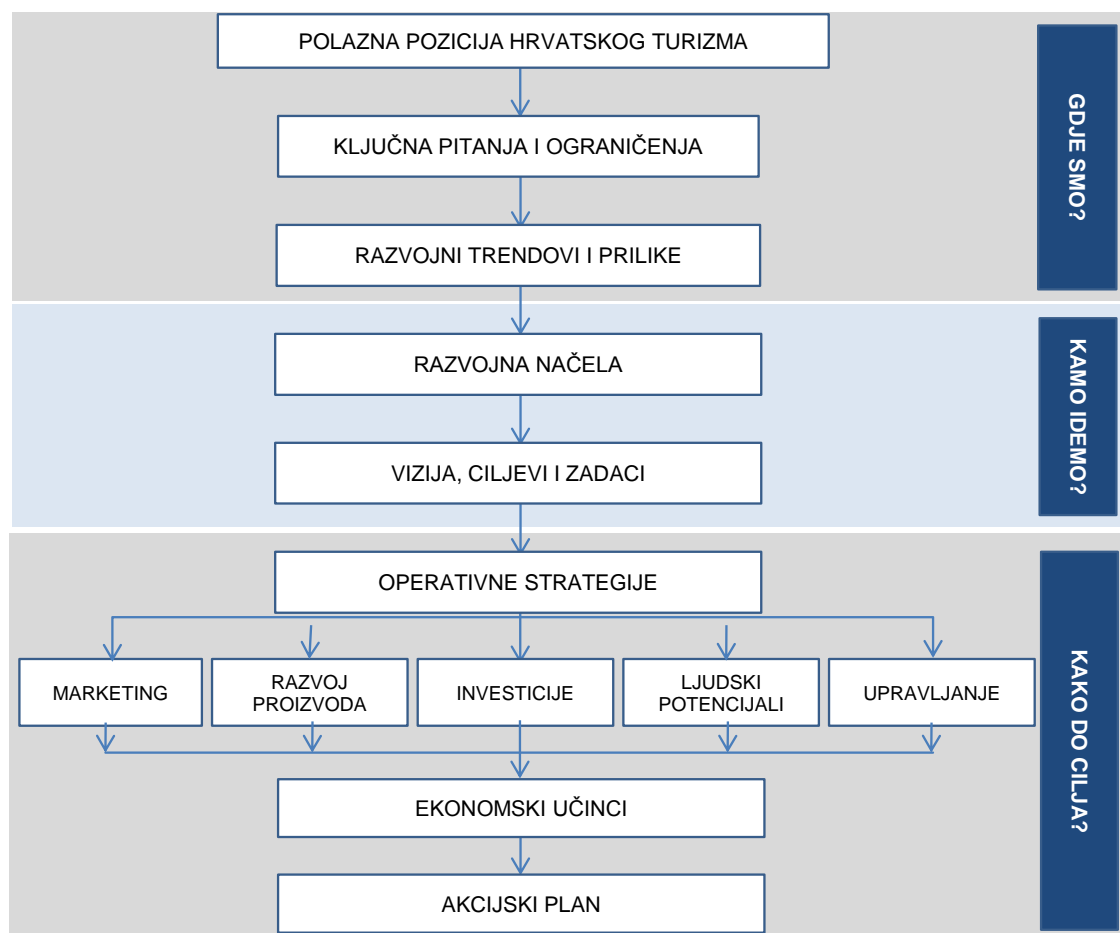 POLAZNA POZICIJA HRVATSKOG TURIZMA
KLJUČNA PITANJA I OGRANIČENJA
RAZVOJNI TRENDOVI I PRILIKE
GDJE SMO?
RAZVOJNA NAČELA
VIZIJA, CILJEVI I ZADACI
KAMO IDEMO?
OPERATIVNE STRATEGIJE
MARKETING
RAZVOJ
PROIZVODA
INVESTICIJE
LJUDSKI
POTENCIJALI
UPRAVLJANJE
EKONOMSKI UČINCI
AKCIJSKI PLAN
KAKO DO CILJA?